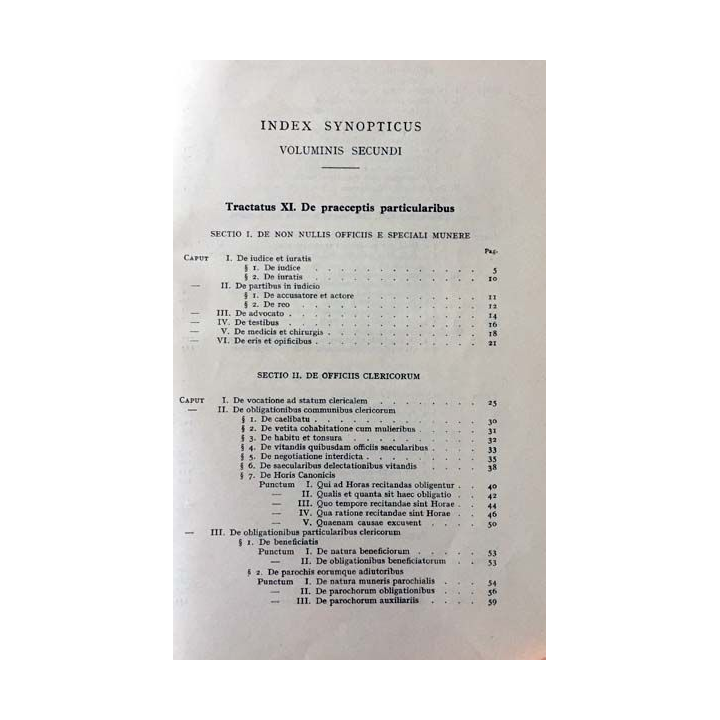 INDEX SYNOPTICUS
VOLUMINIS SECUNDI
Tractatus XI. De praeceptis particularibus
SECTIO I. DE NON NULLIS OFFICIIS E SPECIALI MUNERE
Pag.
CAPUT I. De iudice et iuratis
§ 1. De iudice . . . . . . . . . . . . . . 5
§ 2. De iuratis . . . . . . . . . . . . . . 10
— II. De partibus in iudicio
§ 1. De accusatore et actore . . . . . . . . . 11
§ 2. De reo . . . . . . . . . . . . . . . 12
— III. De advocato . . . . . . . . . . . . . . 14
— IV. De testibus . . . . . . . . . . . . . . 16
— V. De medicis et chirurgis . . . . . . . . . . . 18
— VI. De eris et opificibus . . . . . . . . . . . . 21
SECTIO II. DE OFFICIIS CLERICORUM
CAPUT I. De vocatione ad statum clericalem . . . . . . . 25
— II. De obligationibus communibus clericorum
§ 1. De caelibatu . . . . . . . . . . . . . 30
§ 2. De vetita cohabitatione cum mulieribus . . . . . 31
§ 3. De habitu et tonsura . . . . . . . . . . 32
§ 4. De vitandis quibusdam officiis saecularibus . . . . 33
§ 5. De negotiatione interdicta . . . . . . . . . 35
§ 6. De saecularibus delectationibus vitandis . . . . . 38
§ 7. De Horis Canonicis
Punctum I. Qui ad Horas recitandas obligentur . . 40
— II. Qualis et quanta sit haec obligatio . . 42
— III. Quo tempore recitandae sint Horae . . 44
— IV. Qua ratione recitandae sint Horae . . 46
— V. Quaenam causae excusent . . . . . 50
— III. De obligationibus particularibus clericorum
§ 1. De beneficiatis
Punctum I. De natura beneficiorum . . . . . 53
— II. De obligationibus beneficiatorum . . 53
§ 2. De parochis eorumque adiutoribus
Punctum I. De natura muneris parochialis . . . . 54
— II. De parochorum obligationibus . . . 56
— III. De parochorum auxiliariis . . . . 59